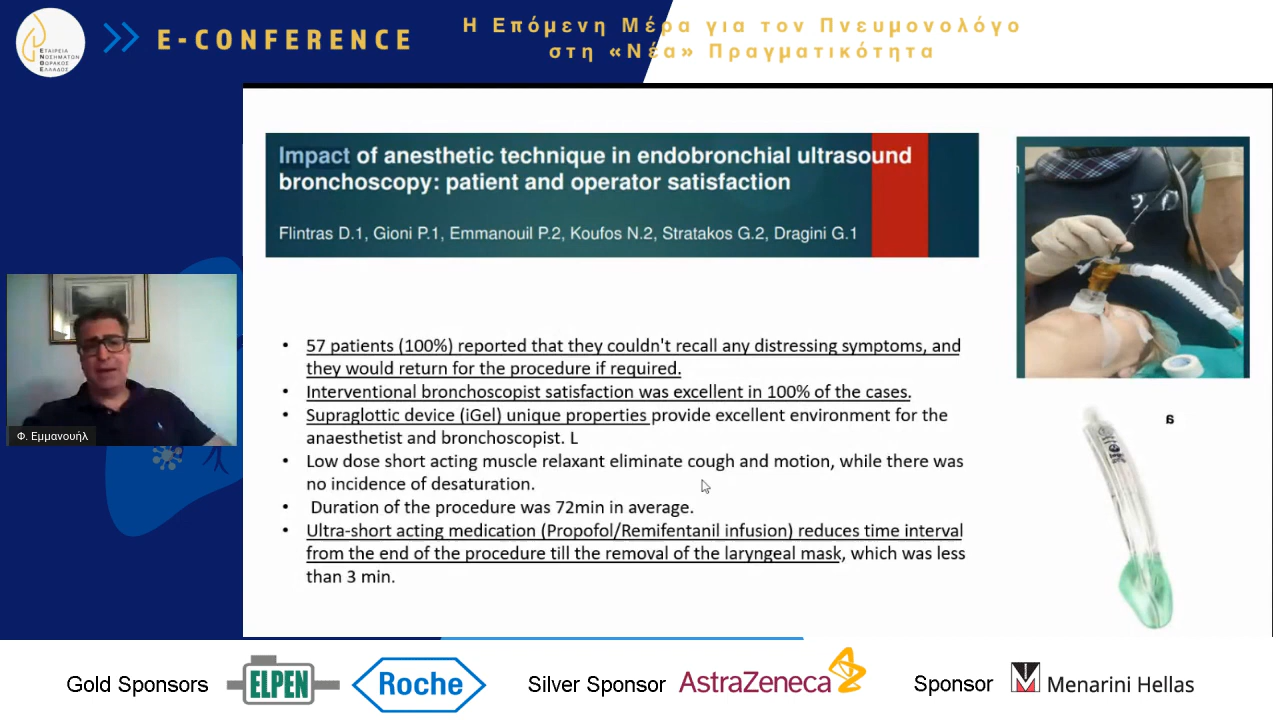 ΕΤΑΙΡΕΙΑ
ΝΟΣΗΜΑΤΩΝ
ΘΩΡΑΚΟΣ
ΕΛΛΑΔΟΣ
E-CONFERENCE
Η Επόμενη Μέρα για τον Πνευμονολόγο
στη «Νέα» Πραγματικότητα
Impact of anesthetic technique in endobronchial ultrasound
bronchoscopy: patient and operator satisfaction
Flintras D.1, Gioni P.1, Emmanouil P.2, Koufos N.2, Stratakos G.2, Dragini G.1
• 57 patients (100%) reported that they couldn't recall any distressing symptoms, and
they would return for the procedure if required.
• Interventional bronchoscopist satisfaction was excellent in 100% of the cases.
• Supraglottic device (iGel) unique properties provide excellent environment for the
anaesthetist and bronchoscopist. L
• Low dose short acting muscle relaxant eliminate cough and motion, while there was
no incidence of desaturation.
• Duration of the procedure was 72min in average.
• Ultra-short acting medication (Propofol/Remifentanil infusion) reduces time interval
from the end of the procedure till the removal of the laryngeal mask, which was less
than 3 min.
a
Φ. Εμμανουήλ
Gold Sponsors
ELPEN
Roche
Silver Sponsor
AstraZeneca
Sponsor
Menarini Hellas